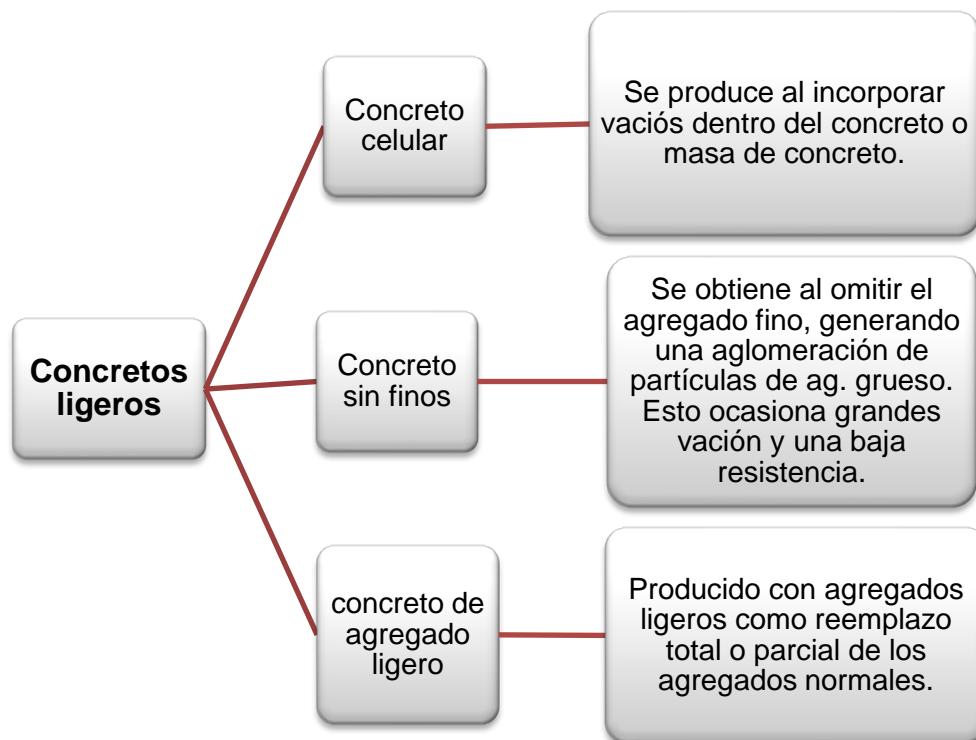 Concretos
ligeros
Concreto
celular
Se produce al incorporar
vaciós dentro del concreto o
masa de concreto.
Concreto
sin finos
Se obtiene al omitir el
agregado fino, generando
una aglomeración de
partículas de ag. grueso.
Esto ocasiona grandes
vación y una baja
resistencia.
concreto de
agregado
ligero
Producido con agregados
ligeros como reemplazo
total o parcial de los
agregados normales.